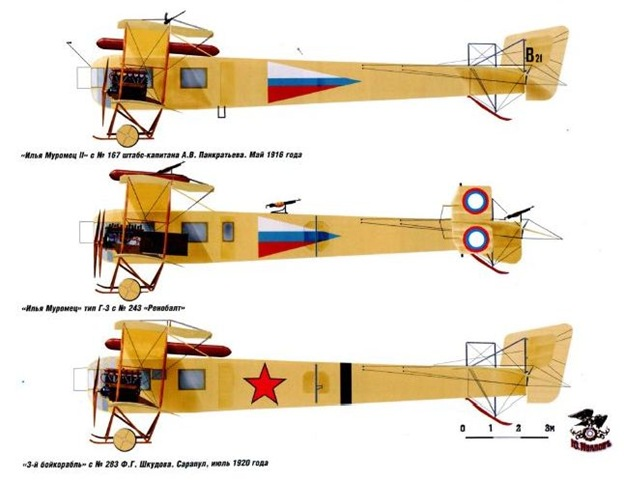 В 21
«Илья Муромец II» с № 167 штабс-капитана А.В. Панкратьева. Май 1916 года
«Илья Муромец» тип Г-3 с № 243 «Ренобалт»
0 1 2 3м
«3-й бойкорабль» с № 283 Ф.Г. Шкудова. Сарапул, июль 1920 года